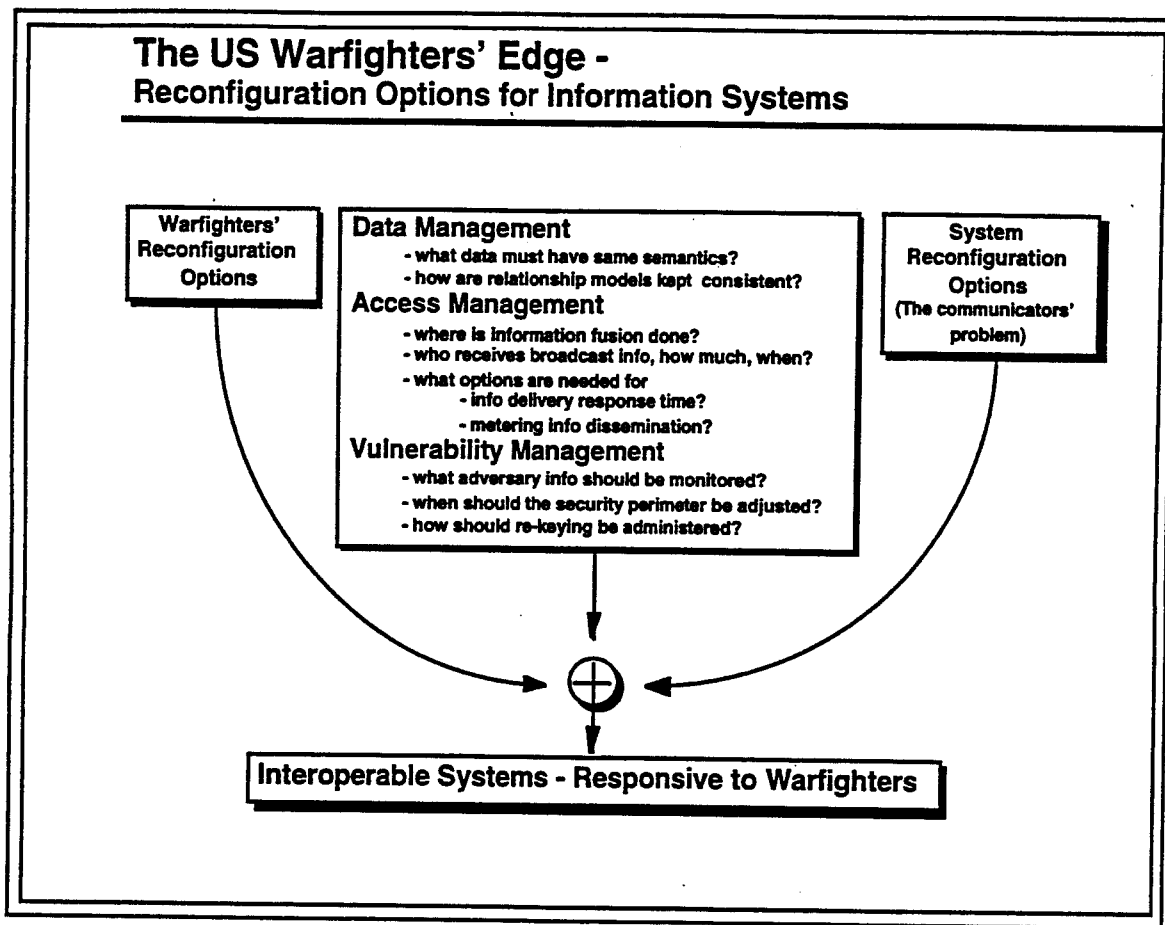 The US Warfighters' Edge -
Reconfiguration Options for Information Systems
Warfighters'
Reconfiguration
Options
Data Management
- what data must have same semantics?
- how are relationship models kept consistent?
Access Management
- where is information fusion done?
- who receives broadcast info, how much, when?
- what options are needed for
- info delivery response time?
- metering info dissemination?
Vulnerability Management
- what adversary info should be monitored?
- when should the security perimeter be adjusted?
- how should re-keying be administered?
System
Reconfiguration
Options
(The communicators'
problem)
Interoperable Systems - Responsive to Warfighters